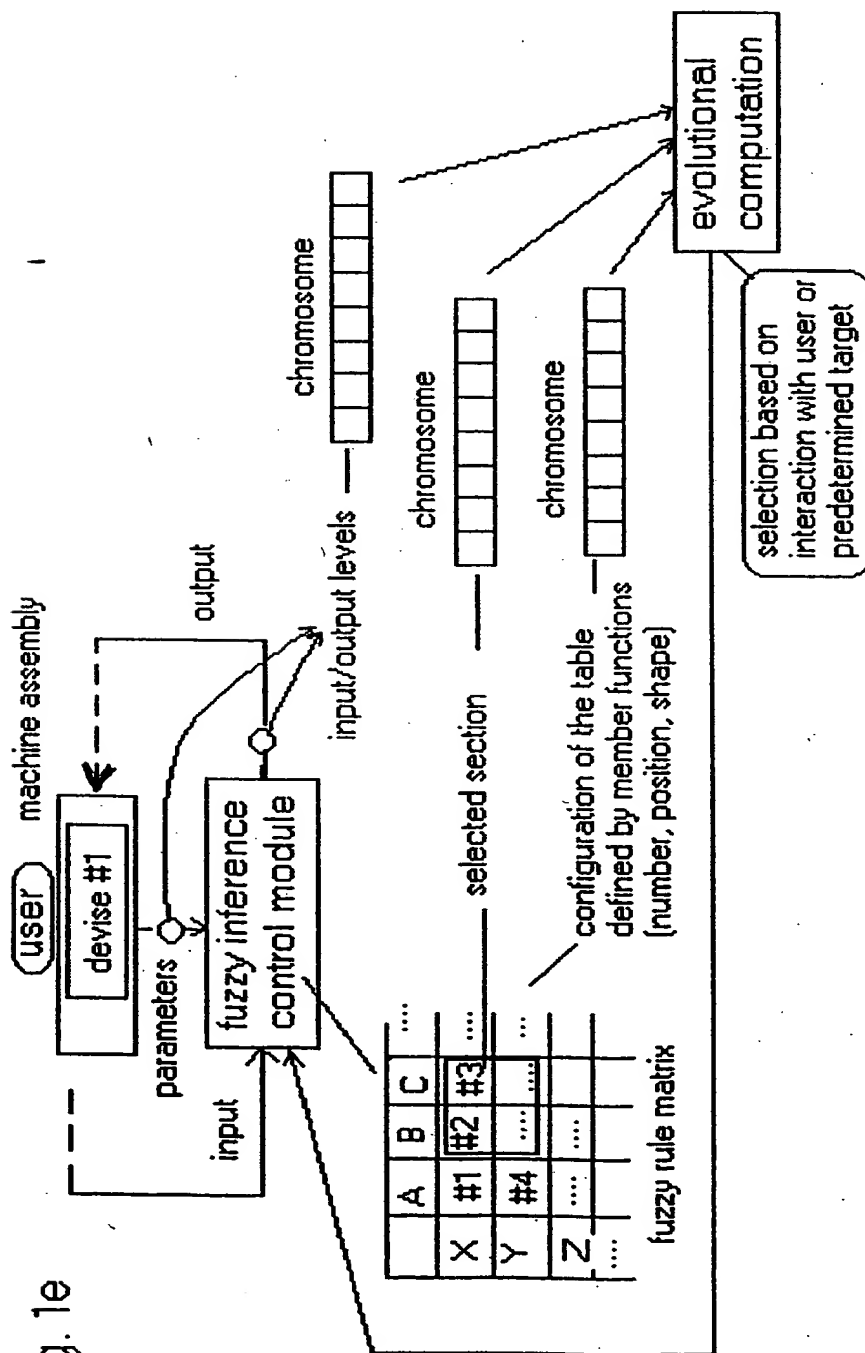 g. 1e
user
machine assembly
devise #1
parameters
input
output
fuzzy inference
control module
input/output levels
chromosome
A B C ....
X #1 #2 #3 ....
Y #4 .... .... ...
Z .... ....
....
fuzzy rule matrix
selected section
chromosome
configuration of the table
defined by member functions
(number, position, shape)
chromosome
evolutional
computation
selection based on
interaction with user or
predetermined target